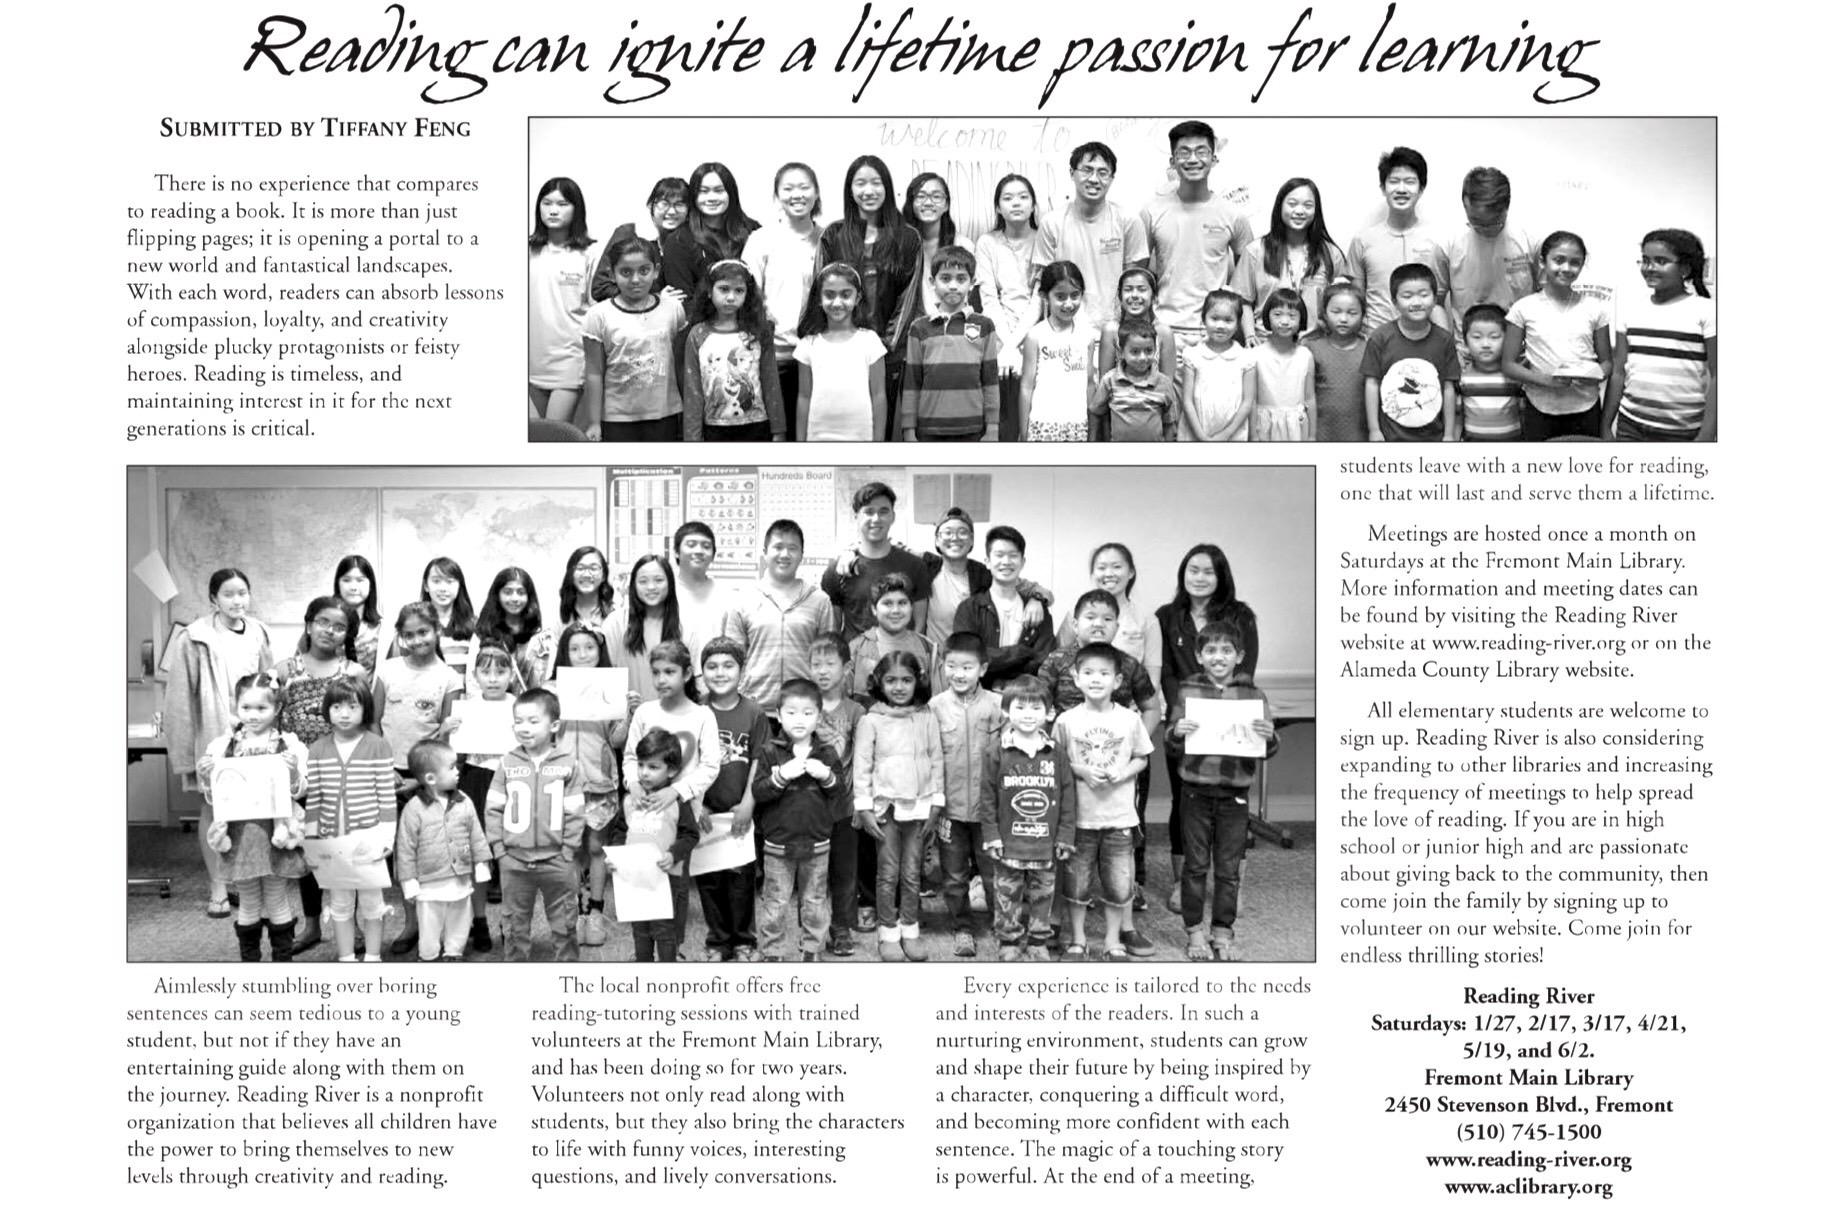 Reading can ignite a lifetime passion for learning
SUBMITTED BY TIFFANY FENG
There is no experience that compares
to reading a book. It is more than just
flipping pages; it is opening a portal to a
new world and fantastical landscapes.
With each word, readers can absorb lessons
of compassion, loyalty, and creativity
alongside plucky protagonists or feisty
heroes. Reading is timeless, and
maintaining interest in it for the next
generations is critical.
welcome to
READING RIVER
Sweet
Multiplication
Patterns
Hundreds Board
THO
01
BROOKLYN
FLYING
Aimlessly stumbling over boring
sentences can seem tedious to a young
student, but not if they have an
entertaining guide along with them on
the journey. Reading River is a nonprofit
organization that believes all children have
the power to bring themselves to new
levels through creativity and reading.
The local nonprofit offers free
reading-tutoring sessions with trained
volunteers at the Fremont Main Library,
and has been doing so for two years.
Volunteers not only read along with
students, but they also bring the characters
to life with funny voices, interesting
questions, and lively conversations.
Every experience is tailored to the needs
and interests of the readers. In such a
nurturing environment, students can grow
and shape their future by being inspired by
a character, conquering a difficult word,
and becoming more confident with each
sentence. The magic of a touching story
is powerful. At the end of a meeting,
students leave with a new love for reading,
one that will last and serve them a lifetime.
Meetings are hosted once a month on
Saturdays at the Fremont Main Library.
More information and meeting dates can
be found by visiting the Reading River
website at www.reading-river.org or on the
Alameda County Library website.
All elementary students are welcome to
sign up. Reading River is also considering
expanding to other libraries and increasing
the frequency of meetings to help spread
the love of reading. If you are in high
school or junior high and are passionate
about giving back to the community, then
come join the family by signing up to
volunteer on our website. Come join for
endless thrilling stories!
Reading River
Saturdays: 1/27, 2/17, 3/17, 4/21,
5/19, and 6/2.
Fremont Main Library
2450 Stevenson Blvd., Fremont
(510) 745-1500
www.reading-river.org
www.aclibrary.org